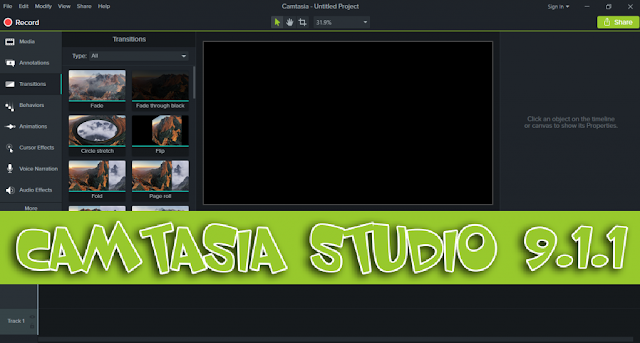 File Edit Modify View Share Help
Camtasia - Untitled Project
Sign in
Record
31.9%
Share
Media
Annotations
Transitions
Behaviors
Animations
Cursor Effects
Voice Narration
Audio Effects
More
Transitions
Type: All
Fade
Fade through black
Circle stretch
Flip
Fold
Page roll
Click an object on the timeline
or canvas to show its Properties.
CAMTASIA STUDIO 9.1.1
Track 1